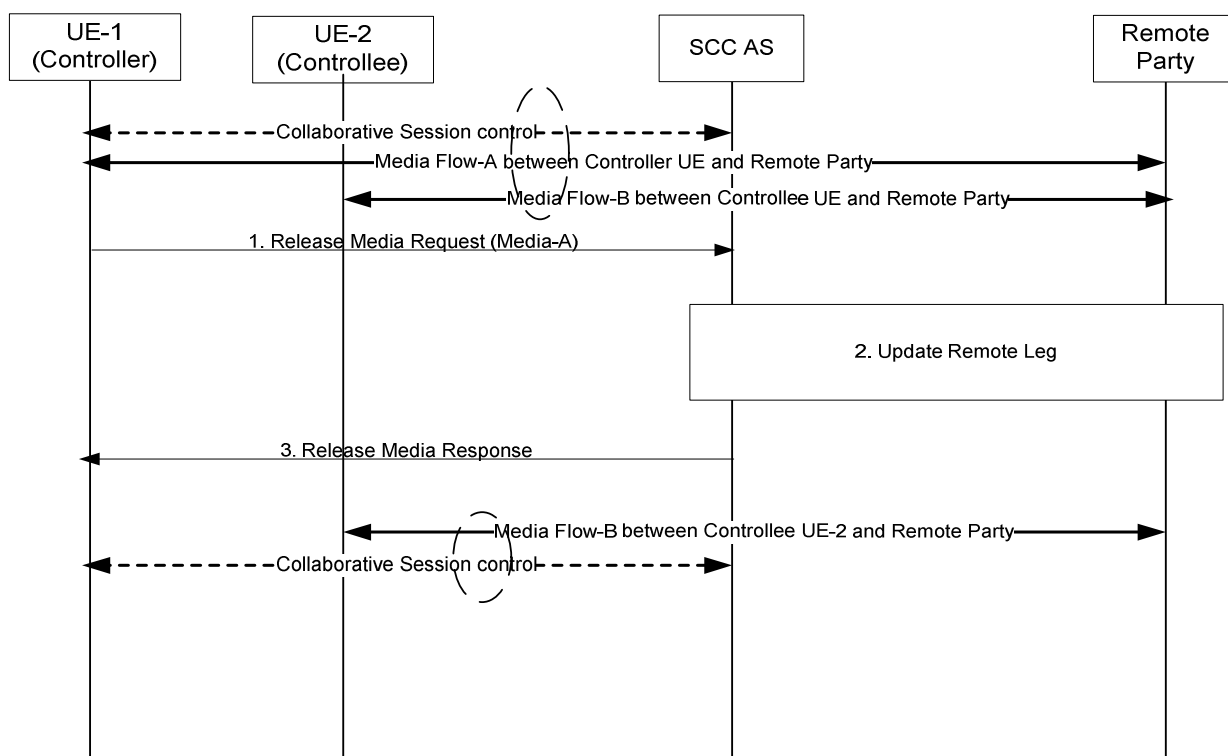 UE-1
(Controller)
UE-2
(Controllee)
SCC AS
Remote
Party
Collaborative Session control
Media Flow-A between Controller UE and Remote Party
Media Flow-B between Controllee UE and Remote Party
1. Release Media Request (Media-A)
2. Update Remote Leg
3. Release Media Response
Media Flow-B between Controllee UE-2 and Remote Party
Collaborative Session control